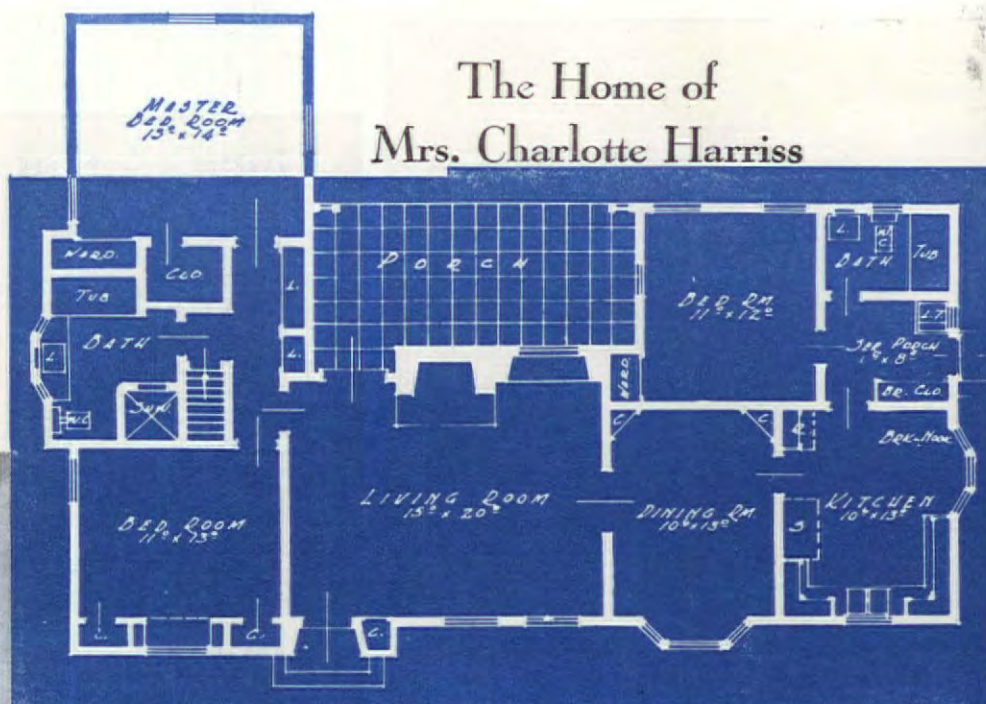 The Home of
Mrs. Charlotte Harriss
MASTER
BED ROOM
13⁰ x 14⁰
WARD.
CLO
TUB
L.
PORCH
L.
W.C.
BATH
TUB
BED RM.
11⁰ x 12⁰
BATH
L.
L.
L.T.
PORCH
WARD.
BR. CLO.
W.C.
C
C
BRK-NOOK
LIVING ROOM
15⁰ x 20⁰
KITCHEN
10⁶ x 13⁰
BED ROOM
11⁰ x 13⁰
DINING RM
10⁶ x 13⁰
S
C.
C.
C.